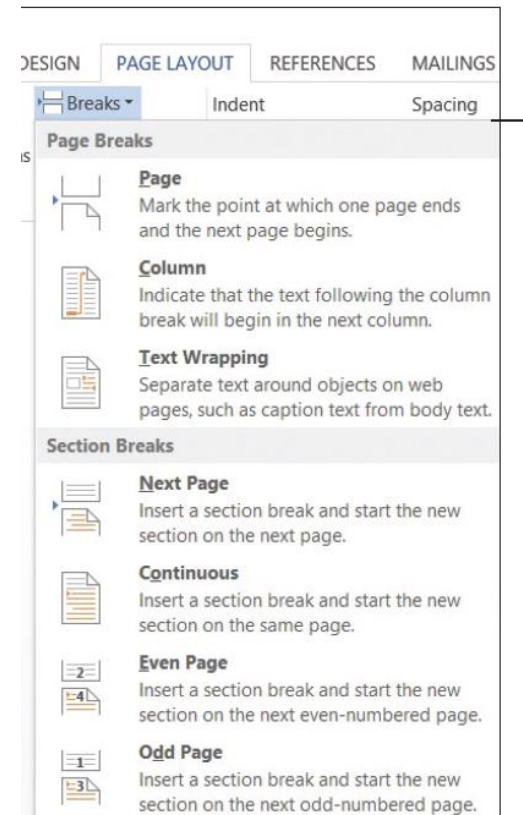 DESIGN PAGE LAYOUT REFERENCES MAILINGS
Breaks Indent Spacing
Page Breaks
Page
Mark the point at which one page ends
and the next page begins.
Column
Indicate that the text following the column
break will begin in the next column.
Text Wrapping
Separate text around objects on web
pages, such as caption text from body text.
Section Breaks
Next Page
Insert a section break and start the new
section on the next page.
Continuous
Insert a section break and start the new
section on the same page.
Even Page
2
4
Insert a section break and start the new
section on the next even-numbered page.
Odd Page
1
3
Insert a section break and start the new
section on the next odd-numbered page.